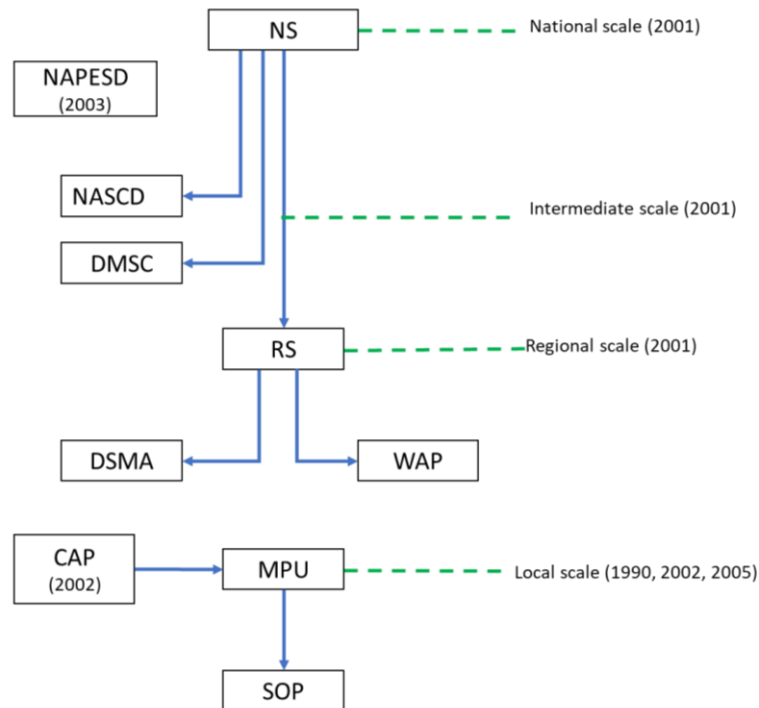 NS
National scale (2001)
NAPESD
(2003)
NASCD
Intermediate scale (2001)
DMSC
RS
Regional scale (2001)
DSMA
WAP
CAP
(2002)
MPU
Local scale (1990, 2002, 2005)
SOP